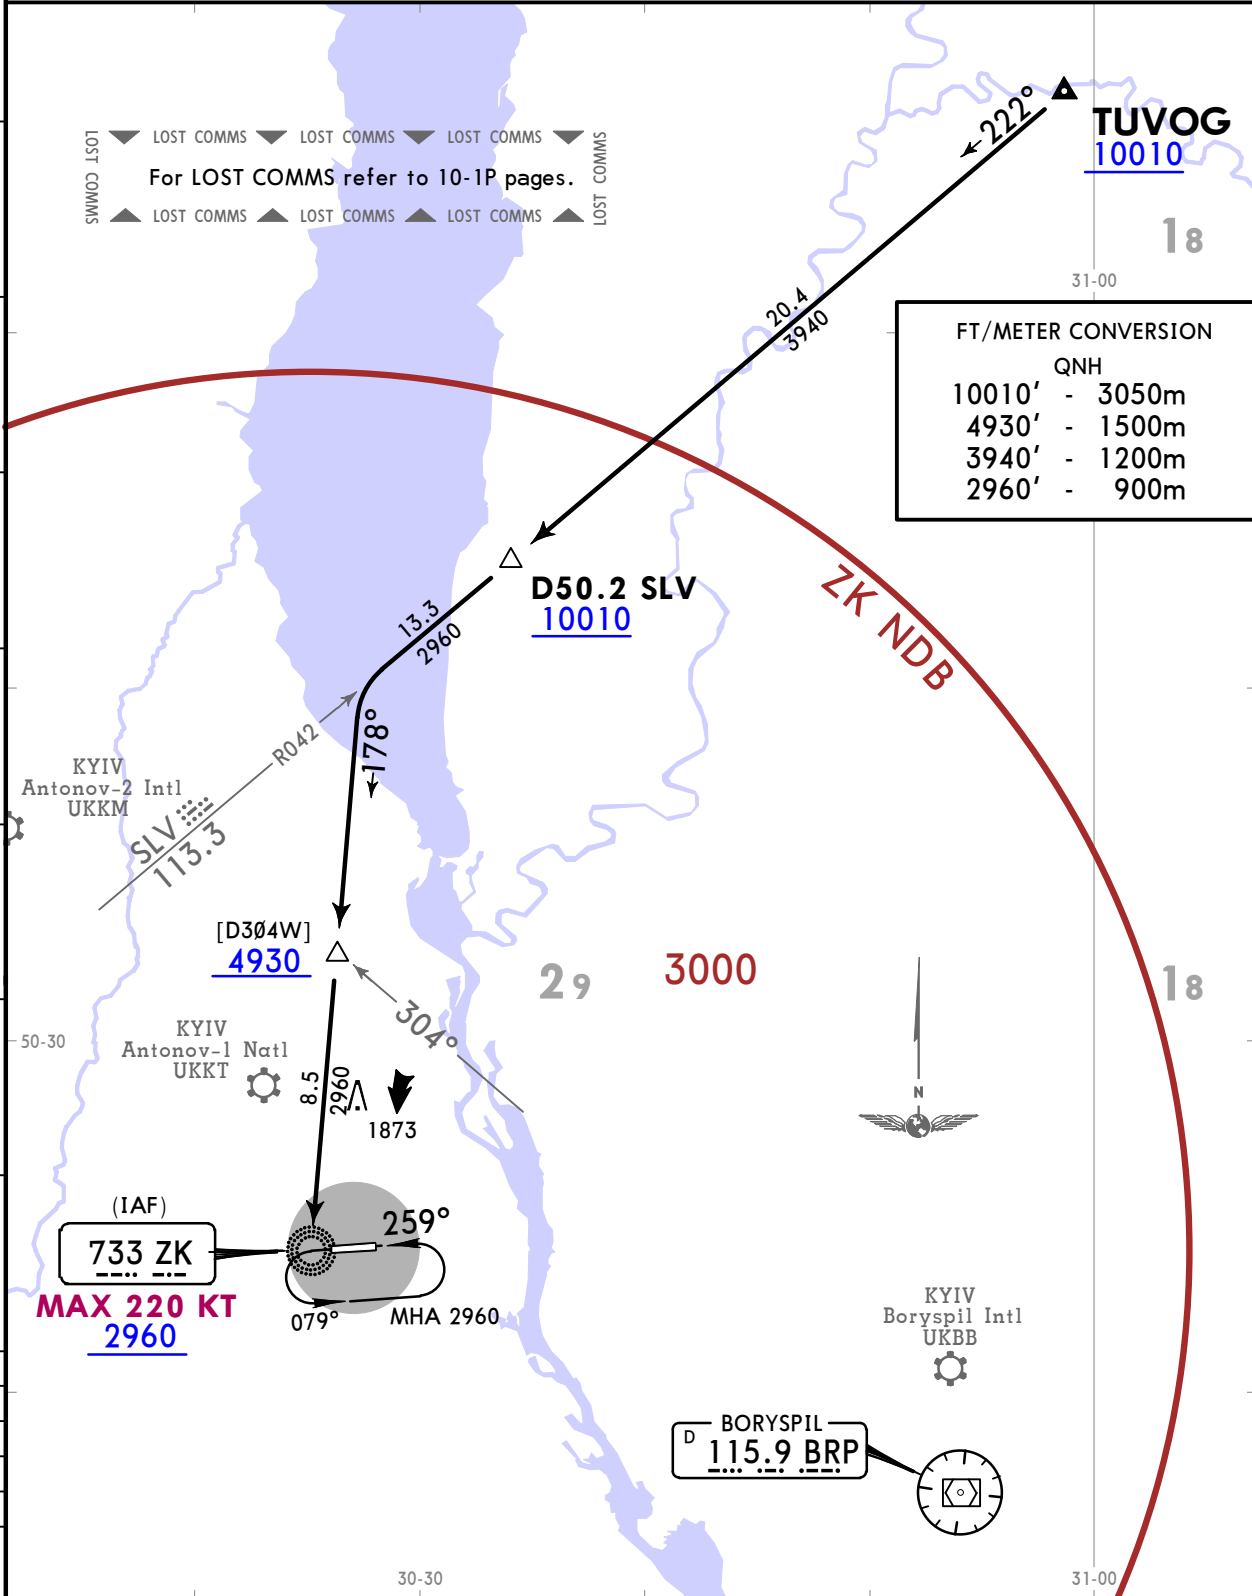 222°
TUVOG
10010
LOST COMMS LOST COMMS LOST COMMS
LOST COMMS
For LOST COMMS refer to 10-1P pages.
LOST COMMS
LOST COMMS LOST COMMS LOST COMMS
18
31-00
20.4
3940
FT/METER CONVERSION
QNH
10010' - 3050m
4930' - 1500m
3940' - 1200m
2960' - 900m
D50.2 SLV
10010
ZK NDB
13.3
2960
R042
178°
KYIV
Antonov-2 Intl
UKKM
SLV
113.3
[D304W]
4930
29
3000
18
304°
50-30
KYIV
Antonov-1 Natl
UKKT
8.5
2960
1873
N
(IAF)
733 ZK
MAX 220 KT
2960
259°
079°
MHA 2960
KYIV
Boryspil Intl
UKBB
BORYSPIL
D 115.9 BRP
30-30
31-00